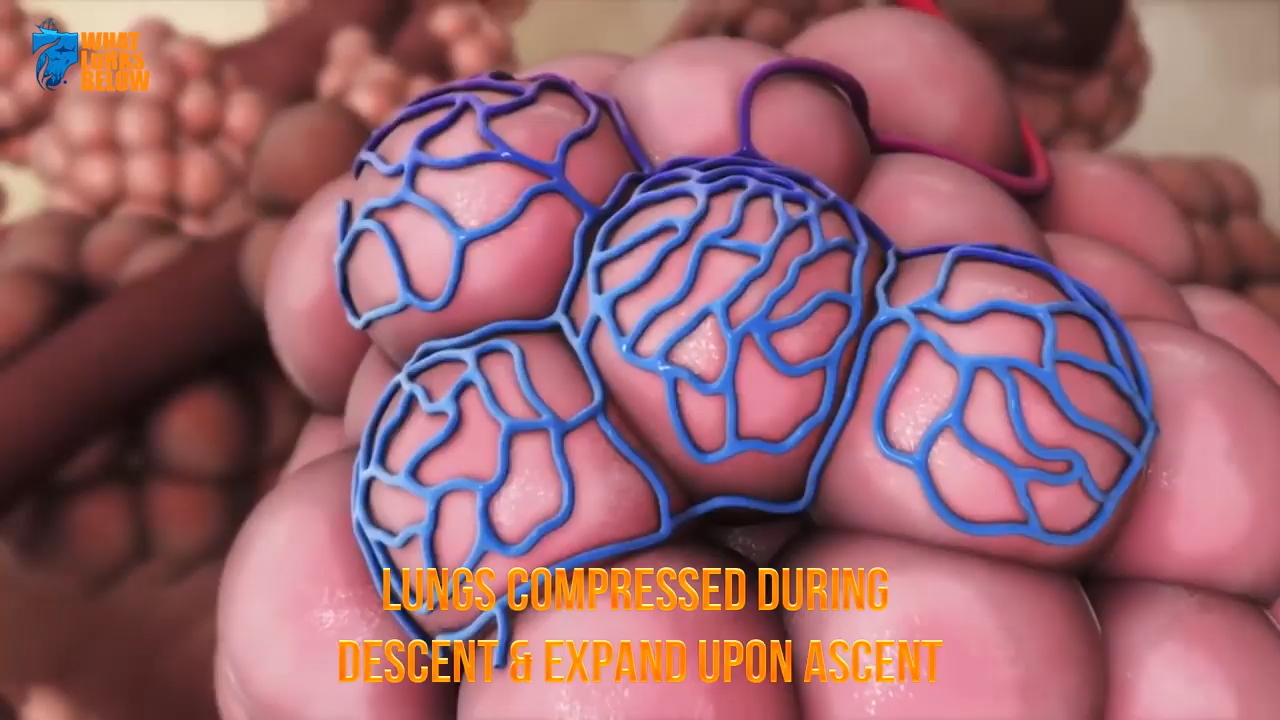 WHAT
LURKS
BELOW
LUNGS COMPRESSED DURING
DESCENT & EXPAND UPON ASCENT